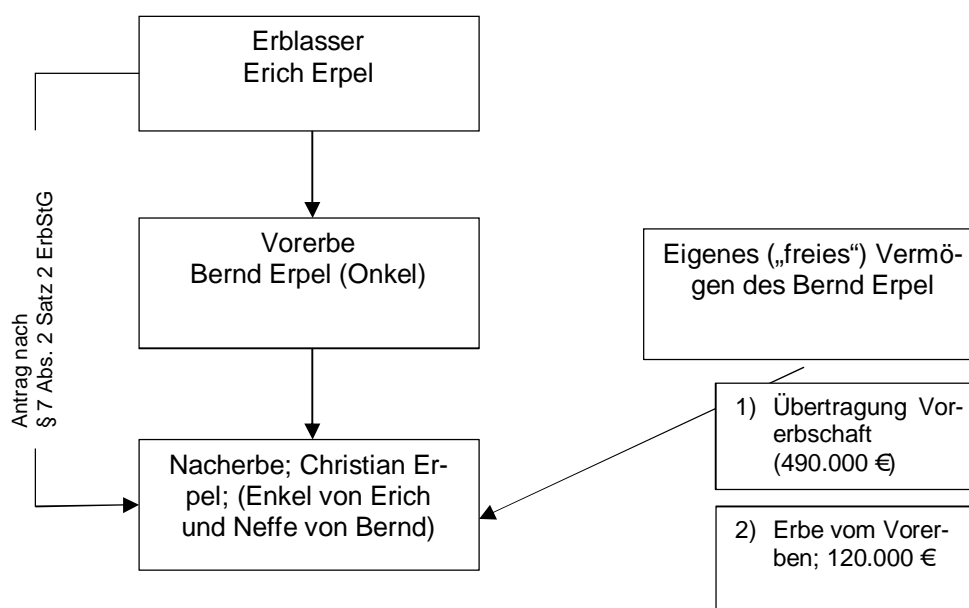 Erblasser
Erich Erpel
Antrag nach
§ 7 Abs. 2 Satz 2 ErbStG
Vorerbe
Bernd Erpel (Onkel)
Eigenes („freies“) Vermö-
gen des Bernd Erpel
1) Übertragung Vor-
erbschaft
(490.000 €)
Nacherbe; Christian Er-
pel; (Enkel von Erich
und Neffe von Bernd)
2) Erbe vom Vorer-
ben; 120.000 €